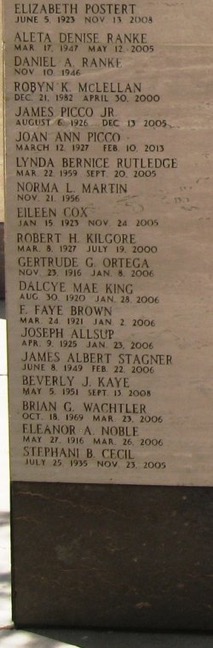 ELIZABETH POSTERT
JUNE 5, 1923 NOV 13 2008
ALETA DENISE RANKE
MAR. 17, 1947 MAY 12, 2005
DANIEL A. RANKE
NOV 10, 1946
ROBYN K. McLELLAN
DEC. 21, 1982 APRIL 30, 2000
JAMES PICCO JR.
AUGUST 6, 1926 DEC 13 2005
JOAN ANN PICCO
MARCH 12, 1927 FEB. 10, 2013
LYNDA BERNICE RUTLEDGE
MAR. 22, 1959 SEPT. 20, 2005
NORMA L. MARTIN
NOV. 21, 1956
EILEEN COX
JAN 15, 1923 NOV. 24 2005
ROBERT H. KILGORE
MAR. 8, 1927 JULY 19, 2000
GERTRUDE G. ORTEGA
NOV. 23, 1916 JAN. 8, 2006
DALCYE MAE KING
AUG. 30, 1920 JAN. 28, 2006
F. FAYE BROWN
MAR. 24, 1921 JAN. 2, 2006
JOSEPH ALLSUP
APR. 9, 1925 JAN. 23, 2006
JAMES ALBERT STAGNER
JUNE 8, 1949 FEB. 22, 2006
BEVERLY J. KAYE
MAY 5, 1951 SEPT. 13 2008
BRIAN G. WACHTLER
OCT. 18, 1969 MAR. 23, 2006
ELEANOR A. NOBLE
MAY 27, 1916 MAR. 26, 2006
STEPHANI B. CECIL
JULY 25, 1935 NOV. 23, 2005